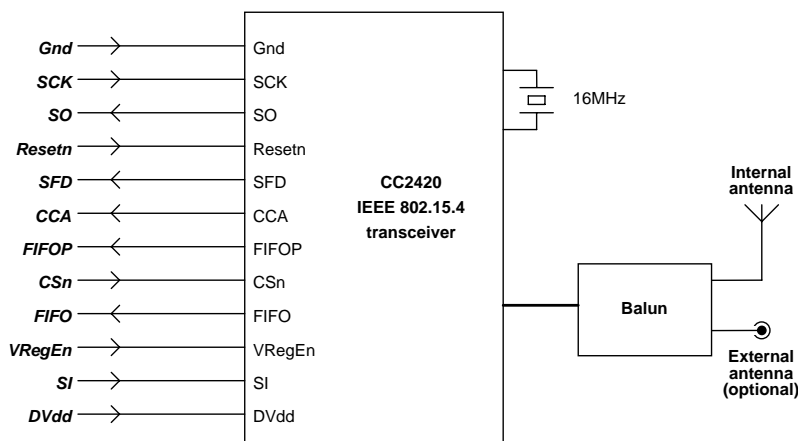 Gnd Gnd
SCK SCK
16MHz
SO SO
Resetn Resetn
SFD SFD
CC2420
IEEE 802.15.4
transceiver
Internal
antenna
CCA CCA
FIFOP FIFOP
CSn CSn
FIFO FIFO
Balun
VRegEn VRegEn
External
antenna
(optional)
SI SI
DVdd DVdd